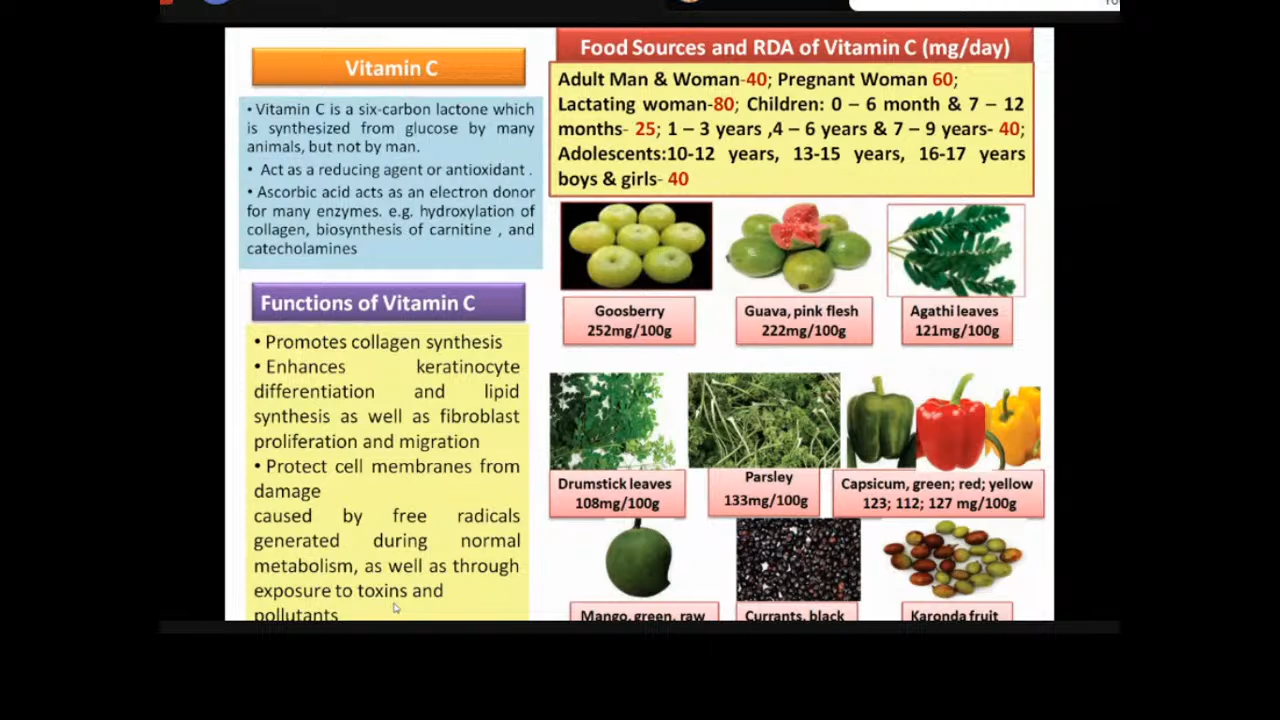 Vitamin C
• Vitamin C is a six-carbon lactone which
is synthesized from glucose by many
animals, but not by man.
• Act as a reducing agent or antioxidant .
• Ascorbic acid acts as an electron donor
for many enzymes. e.g. hydroxylation of
collagen, biosynthesis of carnitine , and
catecholamines
Functions of Vitamin C
• Promotes collagen synthesis
• Enhances keratinocyte
differentiation and lipid
synthesis as well as fibroblast
proliferation and migration
• Protect cell membranes from
damage
caused by free radicals
generated during normal
metabolism, as well as through
exposure to toxins and
pollutants
Food Sources and RDA of Vitamin C (mg/day)
Adult Man & Woman-40; Pregnant Woman 60;
Lactating woman-80; Children: 0 – 6 month & 7 – 12
months- 25; 1 – 3 years ,4 – 6 years & 7 – 9 years- 40;
Adolescents:10-12 years, 13-15 years, 16-17 years
boys & girls- 40
Goosberry
252mg/100g
Guava, pink flesh
222mg/100g
Agathi leaves
121mg/100g
Drumstick leaves
108mg/100g
Parsley
133mg/100g
Capsicum, green; red; yellow
123; 112; 127 mg/100g
Mango, green, raw
Currants, black
Karonda fruit